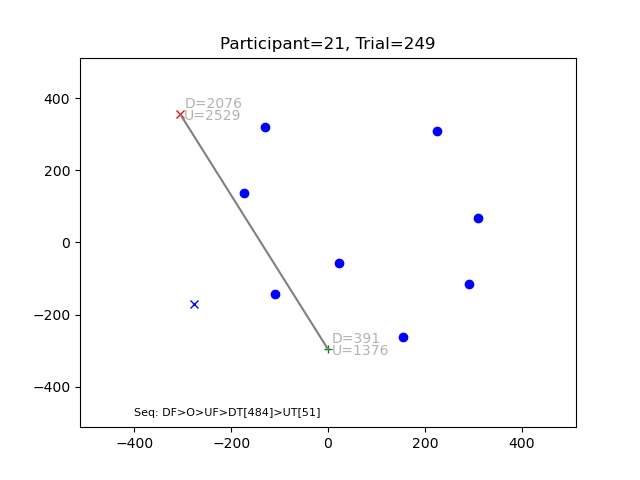 Participant=21, Trial=249
D=2076
U=2529
D=391
U=1376
Seq: DF>O>UF>DT[484]>UT[51]
400
200
0
−200
−400
−400
−200
0
200
400